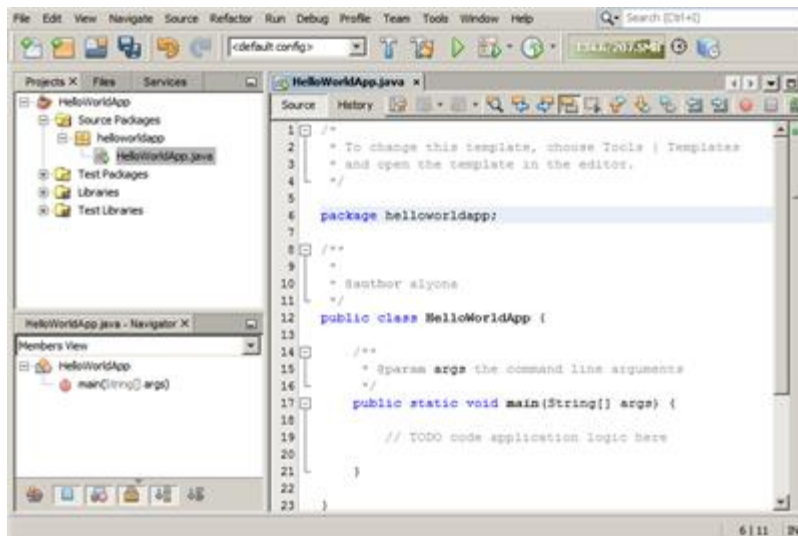 File Edit View Navigate Source Refactor Run Debug Profile Team Tools Window Help
Search (Ctrl+I)
<default config>
Projects X Files Services
HelloWorldApp
Source Packages
helloworldapp
HelloWorldApp.java
Test Packages
Libraries
Test Libraries
HelloWorldApp.java - Navigator X
Members View
HelloWorldApp
main(String[] args)
HelloWorldApp.java x
Source History
1 /*
2 * To change this template, choose Tools | Templates
3 * and open the template in the editor.
4 */
5
6 package helloworldapp;
7
8 /**
9 *
10 * @author alyona
11 */
12 public class HelloWorldApp {
13
14 /**
15 * @param args the command line arguments
16 */
17 public static void main(String[] args) {
18
19 // TODO code application logic here
20
21 }
22
23 }
6 | 11 IN